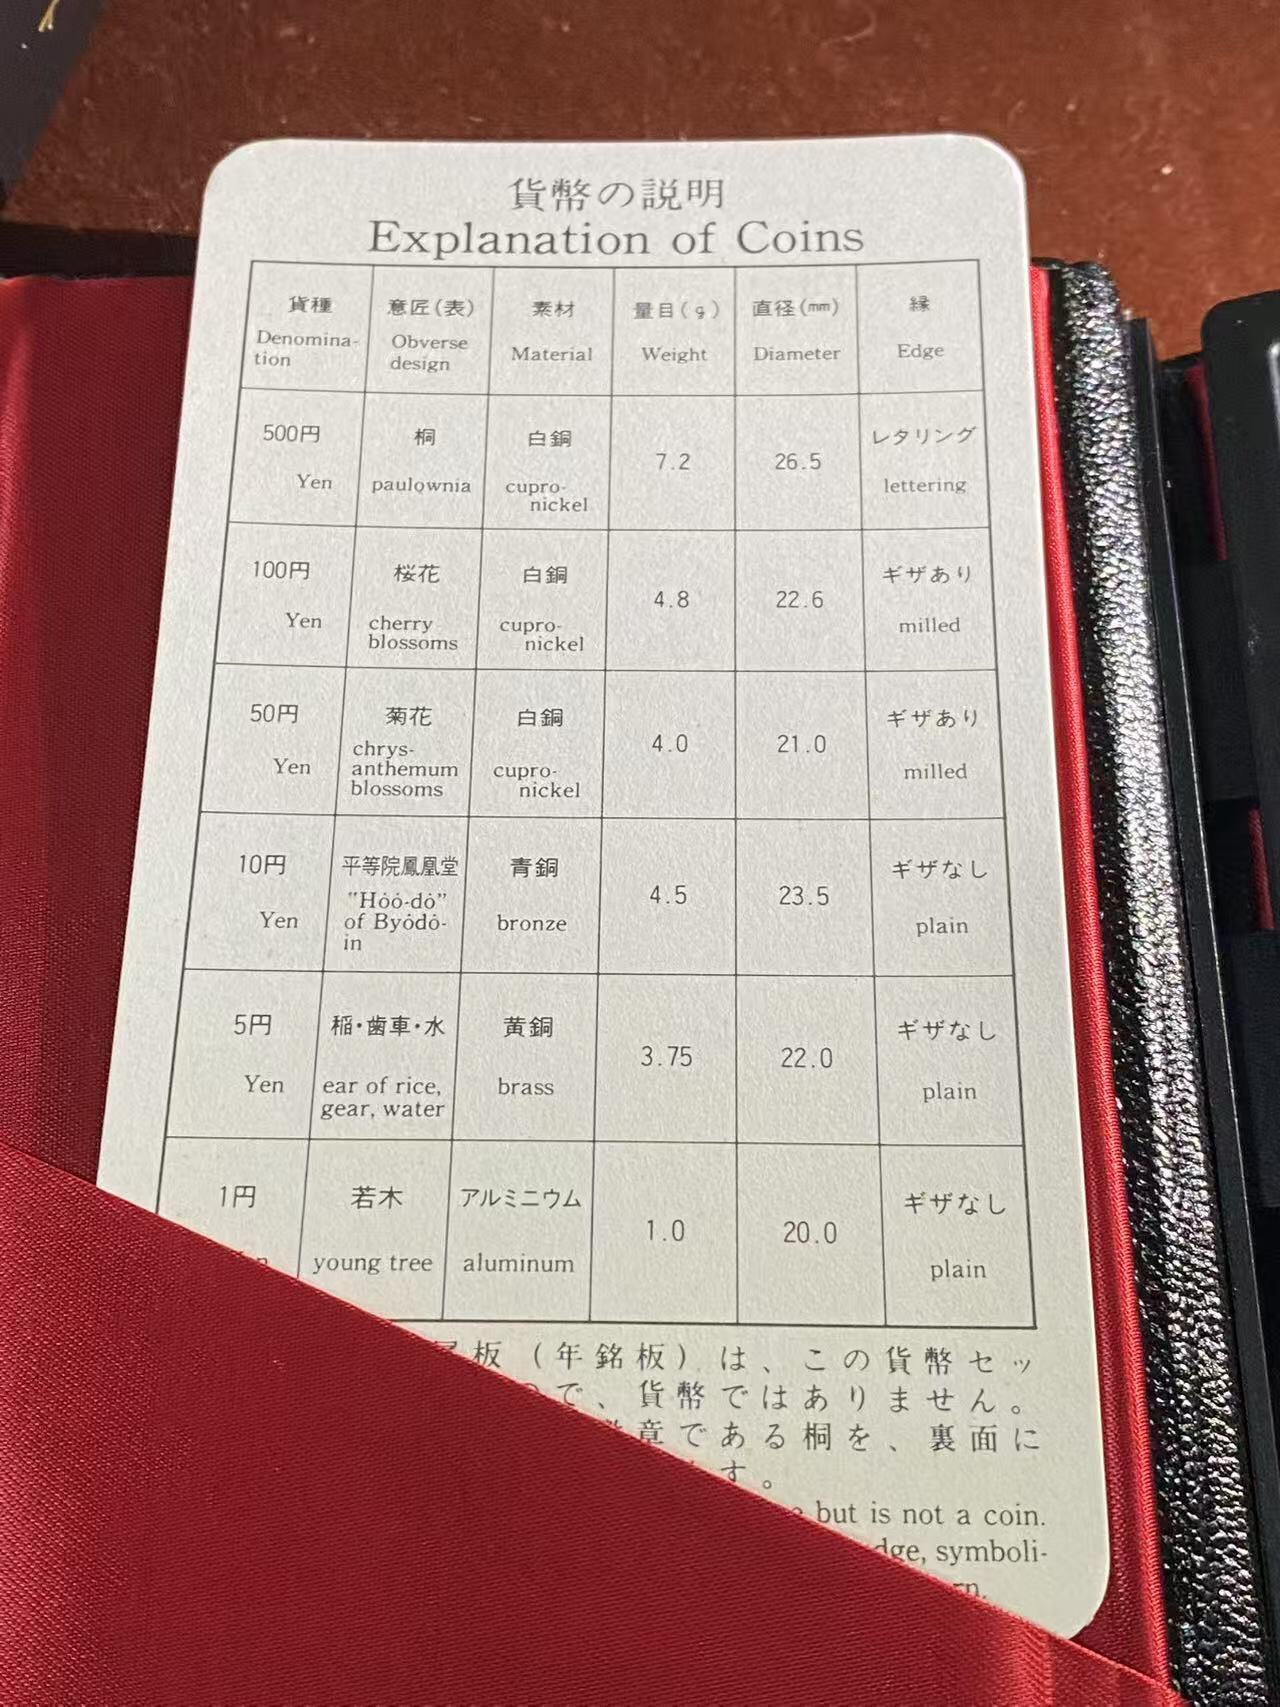 貨幣の説明
Explanation of Coins
貨種 意匠(表) 素材 量目(g) 直径(mm) 縁
Denomina-
tion Obverse
design Material Weight Diameter Edge
500円 桐 白銅 7.2 26.5 レタリング
Yen paulownia cupro-
nickel lettering
100円 桜花 白銅 4.8 22.6 ギザあり
Yen cherry
blossoms cupro-
nickel milled
50円 菊花 白銅 4.0 21.0 ギザあり
Yen chrys-
anthemum
blossoms cupro-
nickel milled
10円 平等院鳳凰堂 青銅 4.5 23.5 ギザなし
Yen "Hȯȯ-dȯ"
of Byȯdȯ-
in bronze plain
5円 稲・歯車・水 黄銅 3.75 22.0 ギザなし
Yen ear of rice,
gear, water brass plain
1円 若木 アルミニウム 1.0 20.0 ギザなし
young tree aluminum plain
板(年銘板)は、この貨幣セッ
で、貨幣ではありません。
章である桐を、裏面に
す。
but is not a coin.
symboli-